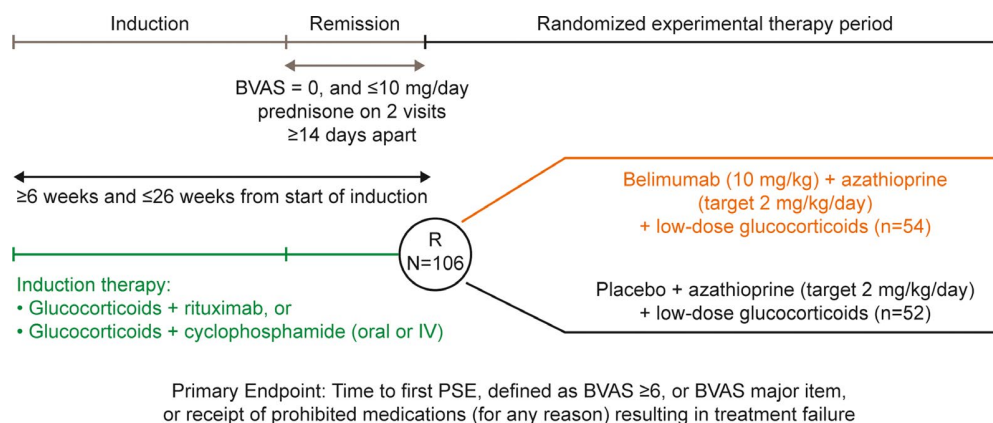 Induction
Remission
Randomized experimental therapy period
BVAS = 0, and ≤10 mg/day
prednisone on 2 visits
≥14 days apart
≥6 weeks and ≤26 weeks from start of induction
Belimumab (10 mg/kg) + azathioprine
(target 2 mg/kg/day)
+ low-dose glucocorticoids (n=54)
R
N=106
Induction therapy:
• Glucocorticoids + rituximab, or
• Glucocorticoids + cyclophosphamide (oral or IV)
Placebo + azathioprine (target 2 mg/kg/day)
+ low-dose glucocorticoids (n=52)
Primary Endpoint: Time to first PSE, defined as BVAS ≥6, or BVAS major item,
or receipt of prohibited medications (for any reason) resulting in treatment failure